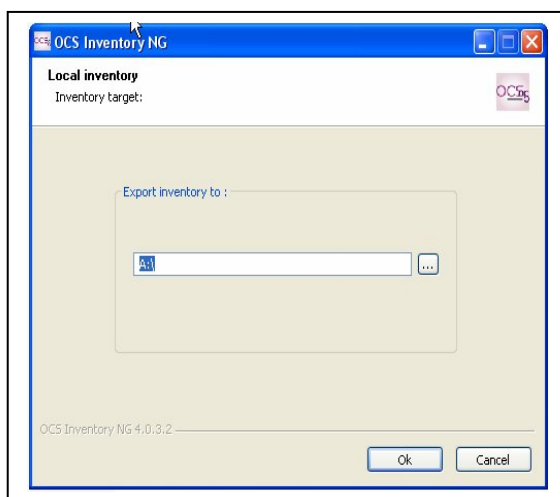 OCS Inventory NG
Local inventory
Inventory target:
Export inventory to :
A:\
...
OCS Inventory NG 4.0.3.2
Ok
Cancel